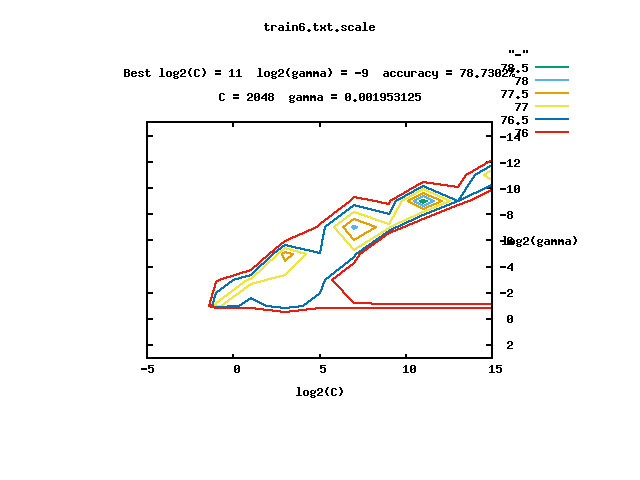 train6.txt.scale
"-"
Best log2(C) = 11 log2(gamma) = -9 accuracy = 78.7302%
78.5
78
C = 2048 gamma = 0.001953125
77.5
77
76.5
76
-14
-12
-10
-8
-6
log2(gamma)
-4
-2
0
2
-5 0 5 10 15
log2(C)